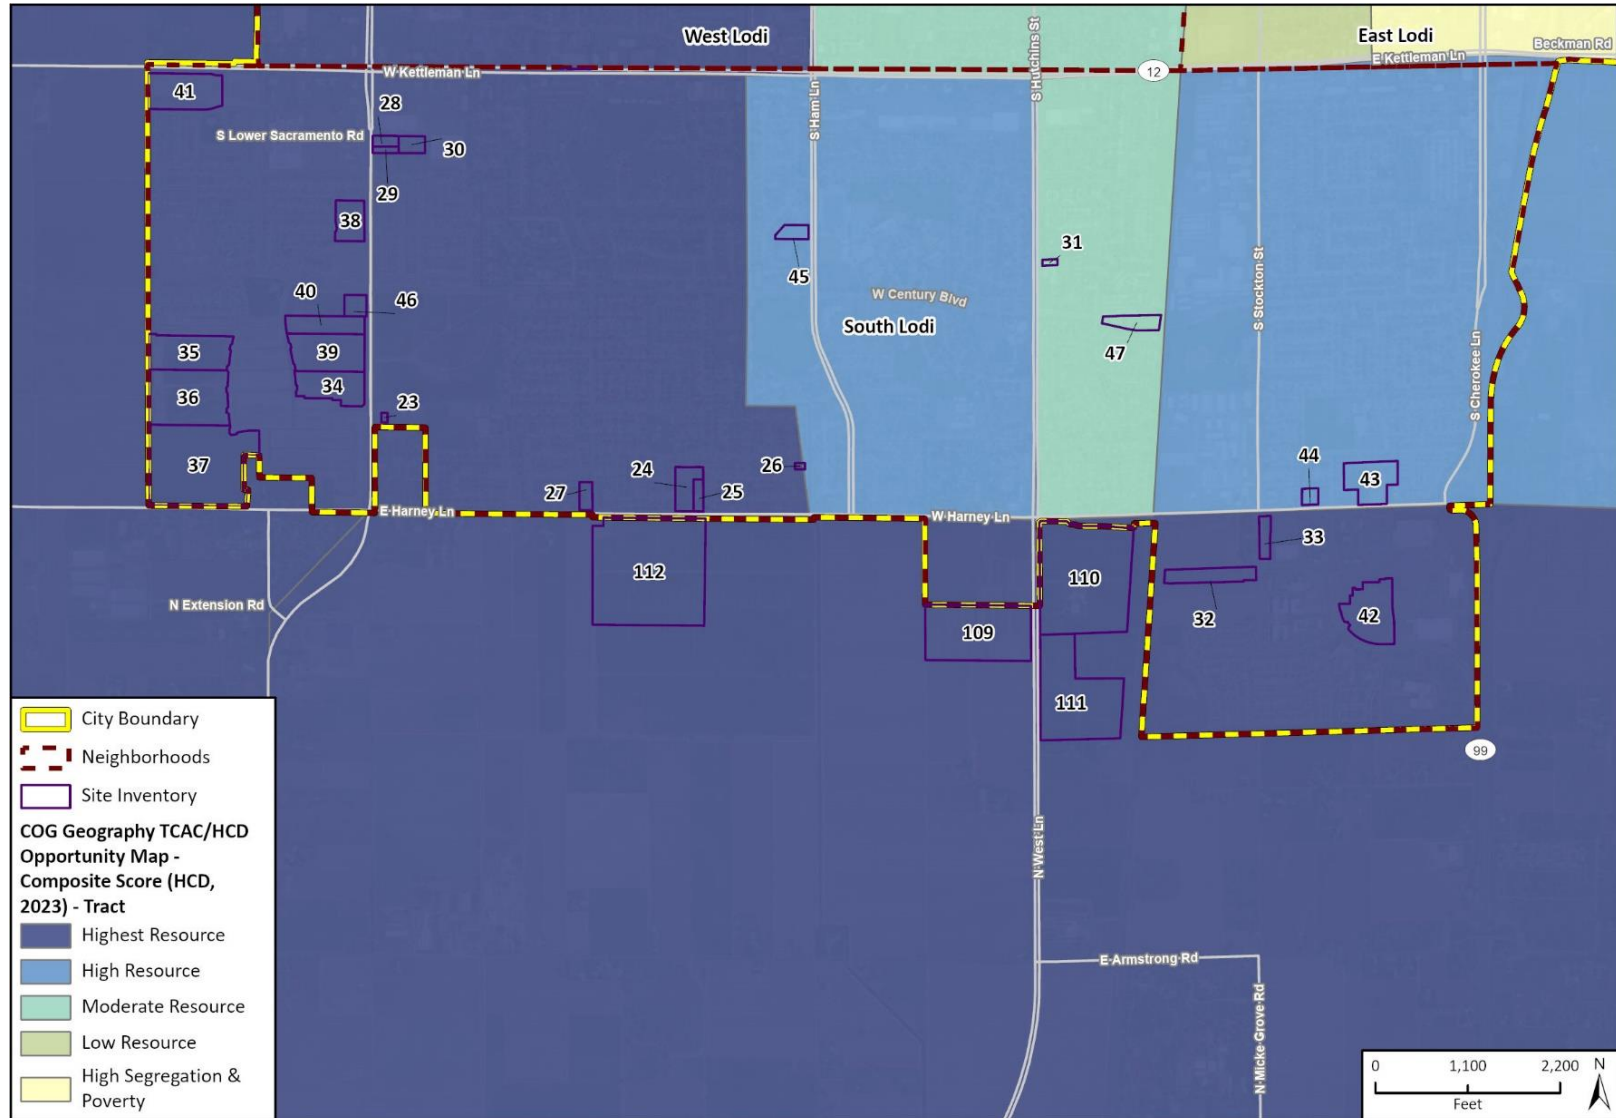 West Lodi
East Lodi
Beckman Rd
E Kettleman Ln
W Kettleman Ln
12
S Hutchins St
S Ham Ln
41
28
S Lower Sacramento Rd
30
29
38
45
31
S Stockton St
40
46
W Century Blvd
South Lodi
47
35
39
34
36
23
S Cherokee Ln
37
27
24
25
26
44
43
E Harney Ln
W Harney Ln
33
112
110
N Extension Rd
32
42
109
111
99
N West Ln
E Armstrong Rd
N Micke Grove Rd
City Boundary
Neighborhoods
Site Inventory
COG Geography TCAC/HCD
Opportunity Map -
Composite Score (HCD,
2023) - Tract
Highest Resource
High Resource
Moderate Resource
Low Resource
High Segregation &
Poverty
0 1,100 2,200
Feet
N